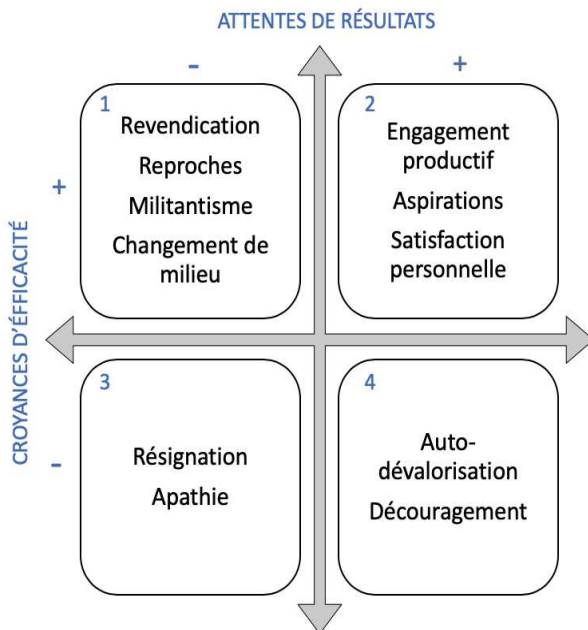 ATTENTES DE RÉSULTATS
-
+
CROYANCES D'ÉFFICACITÉ
+
1
Revendication
Reproches
Militantisme
Changement de
milieu
2
Engagement
productif
Aspirations
Satisfaction
personnelle
-
3
Résignation
Apathie
4
Auto-
dévalorisation
Découragement